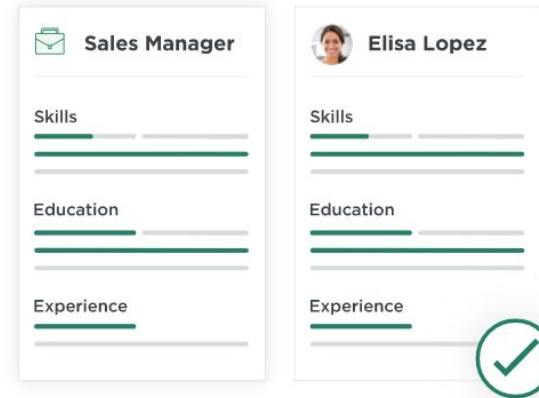 Sales Manager
Skills
Education
Experience
Elisa Lopez
Skills
Education
Experience